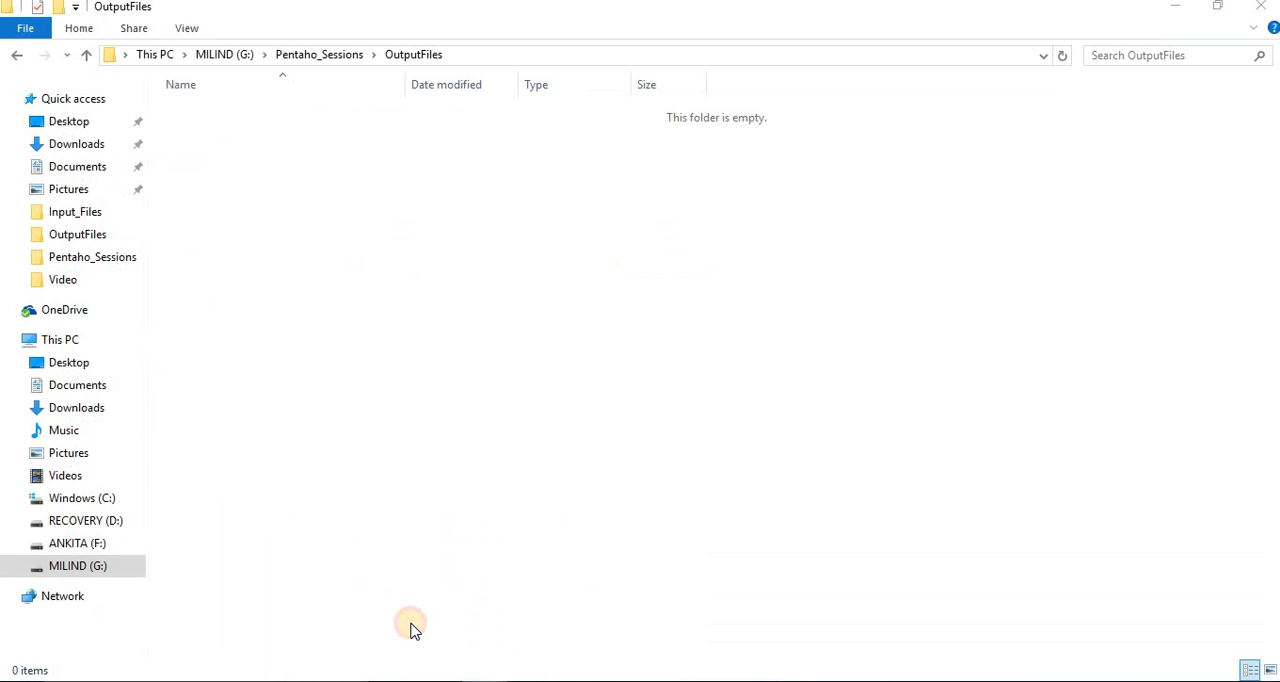 OutputFiles
File Home Share View
This PC MILIND (G:) Pentaho_Sessions OutputFiles Search OutputFiles
Name Date modified Type Size
This folder is empty.
Quick access
Desktop
Downloads
Documents
Pictures
Input_Files
OutputFiles
Pentaho_Sessions
Video
OneDrive
This PC
Desktop
Documents
Downloads
Music
Pictures
Videos
Windows (C:)
RECOVERY (D:)
ANKITA (F:)
MILIND (G:)
Network
0 items